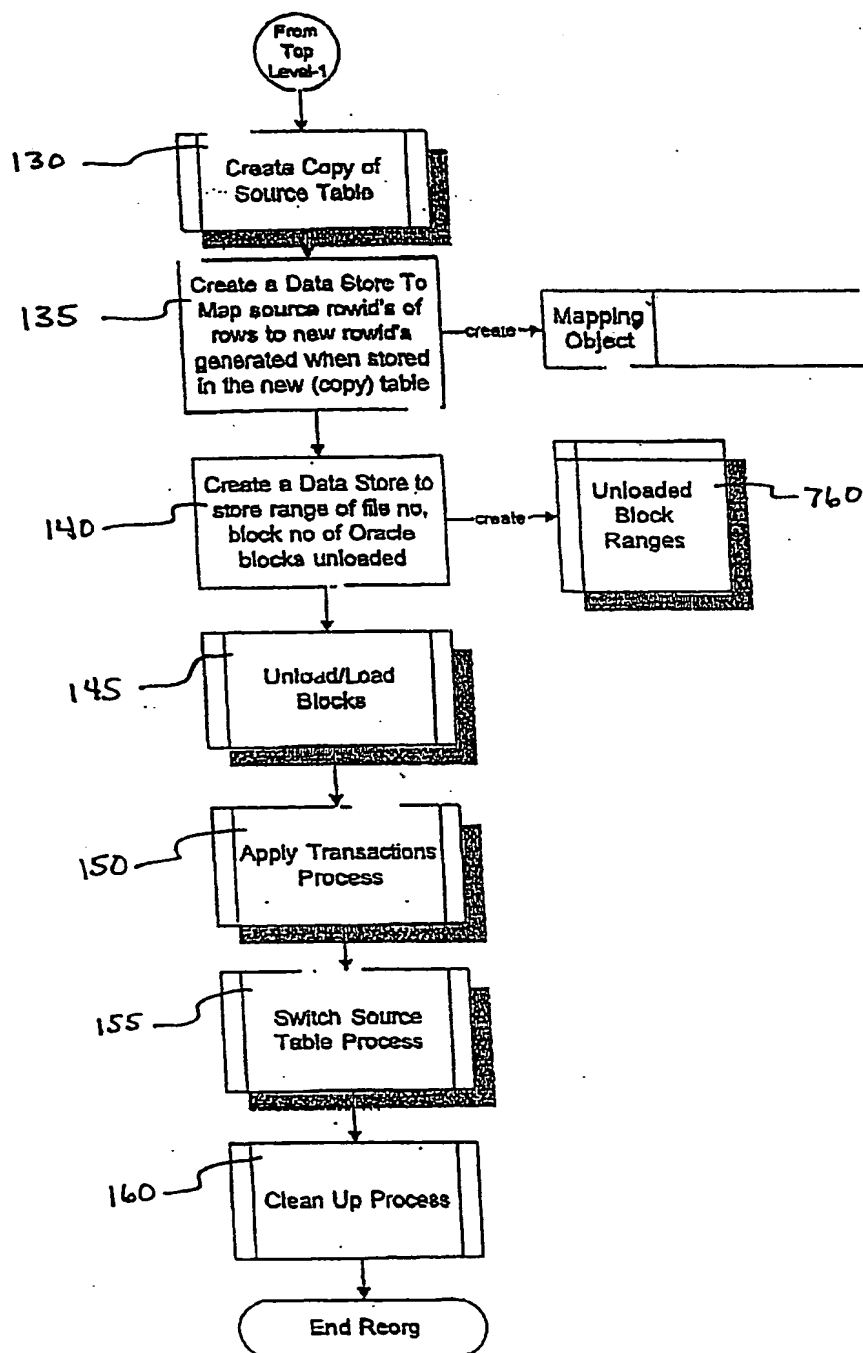 From
Top
Level-1
130
Create Copy of
Source Table
135
Create a Data Store To
Map source rowid's of
rows to new rowid's
generated when stored
in the new (copy) table
create
Mapping
Object
140
Create a Data Store to
store range of file no,
block no of Oracle
blocks unloaded
create
Unloaded
Block
Ranges
760
145
Unload/Load
Blocks
150
Apply Transactions
Process
155
Switch Source
Table Process
160
Clean Up Process
End Reorg